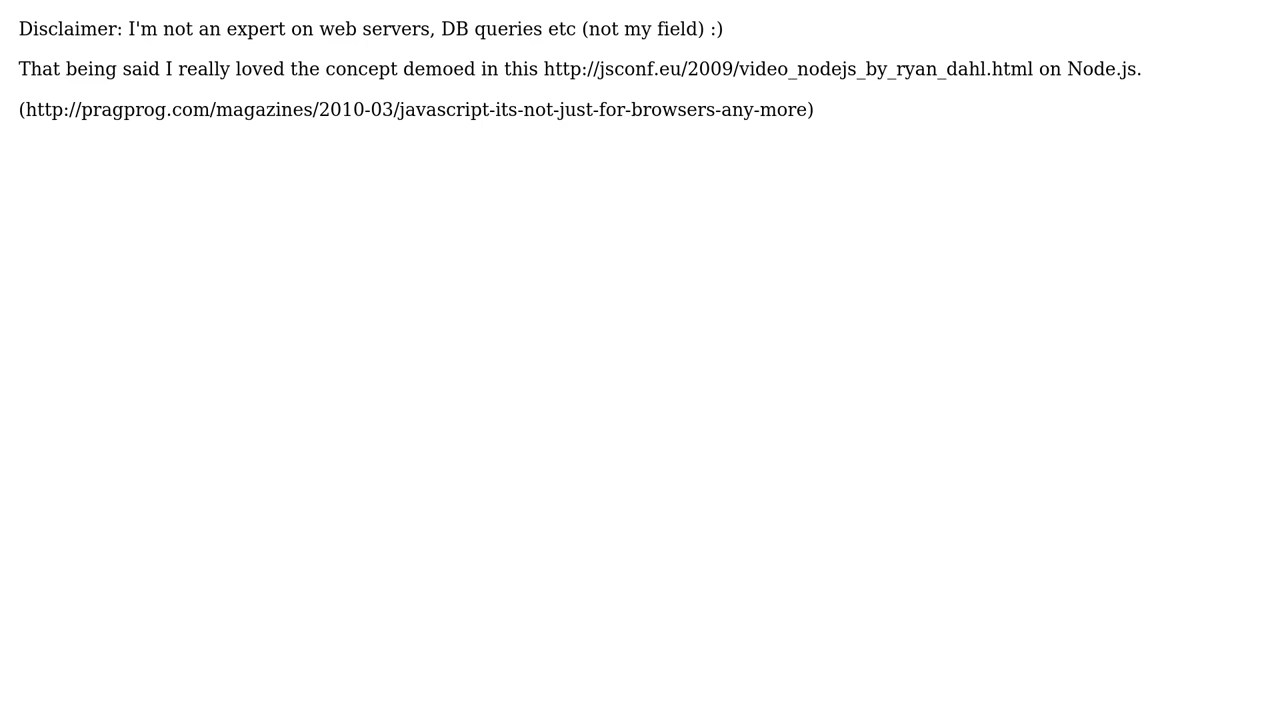 Disclaimer: I'm not an expert on web servers, DB queries etc (not my field) :)
That being said I really loved the concept demoed in this http://jsconf.eu/2009/video_nodejs_by_ryan_dahl.html on Node.js.
(http://pragprog.com/magazines/2010-03/javascript-its-not-just-for-browsers-any-more)